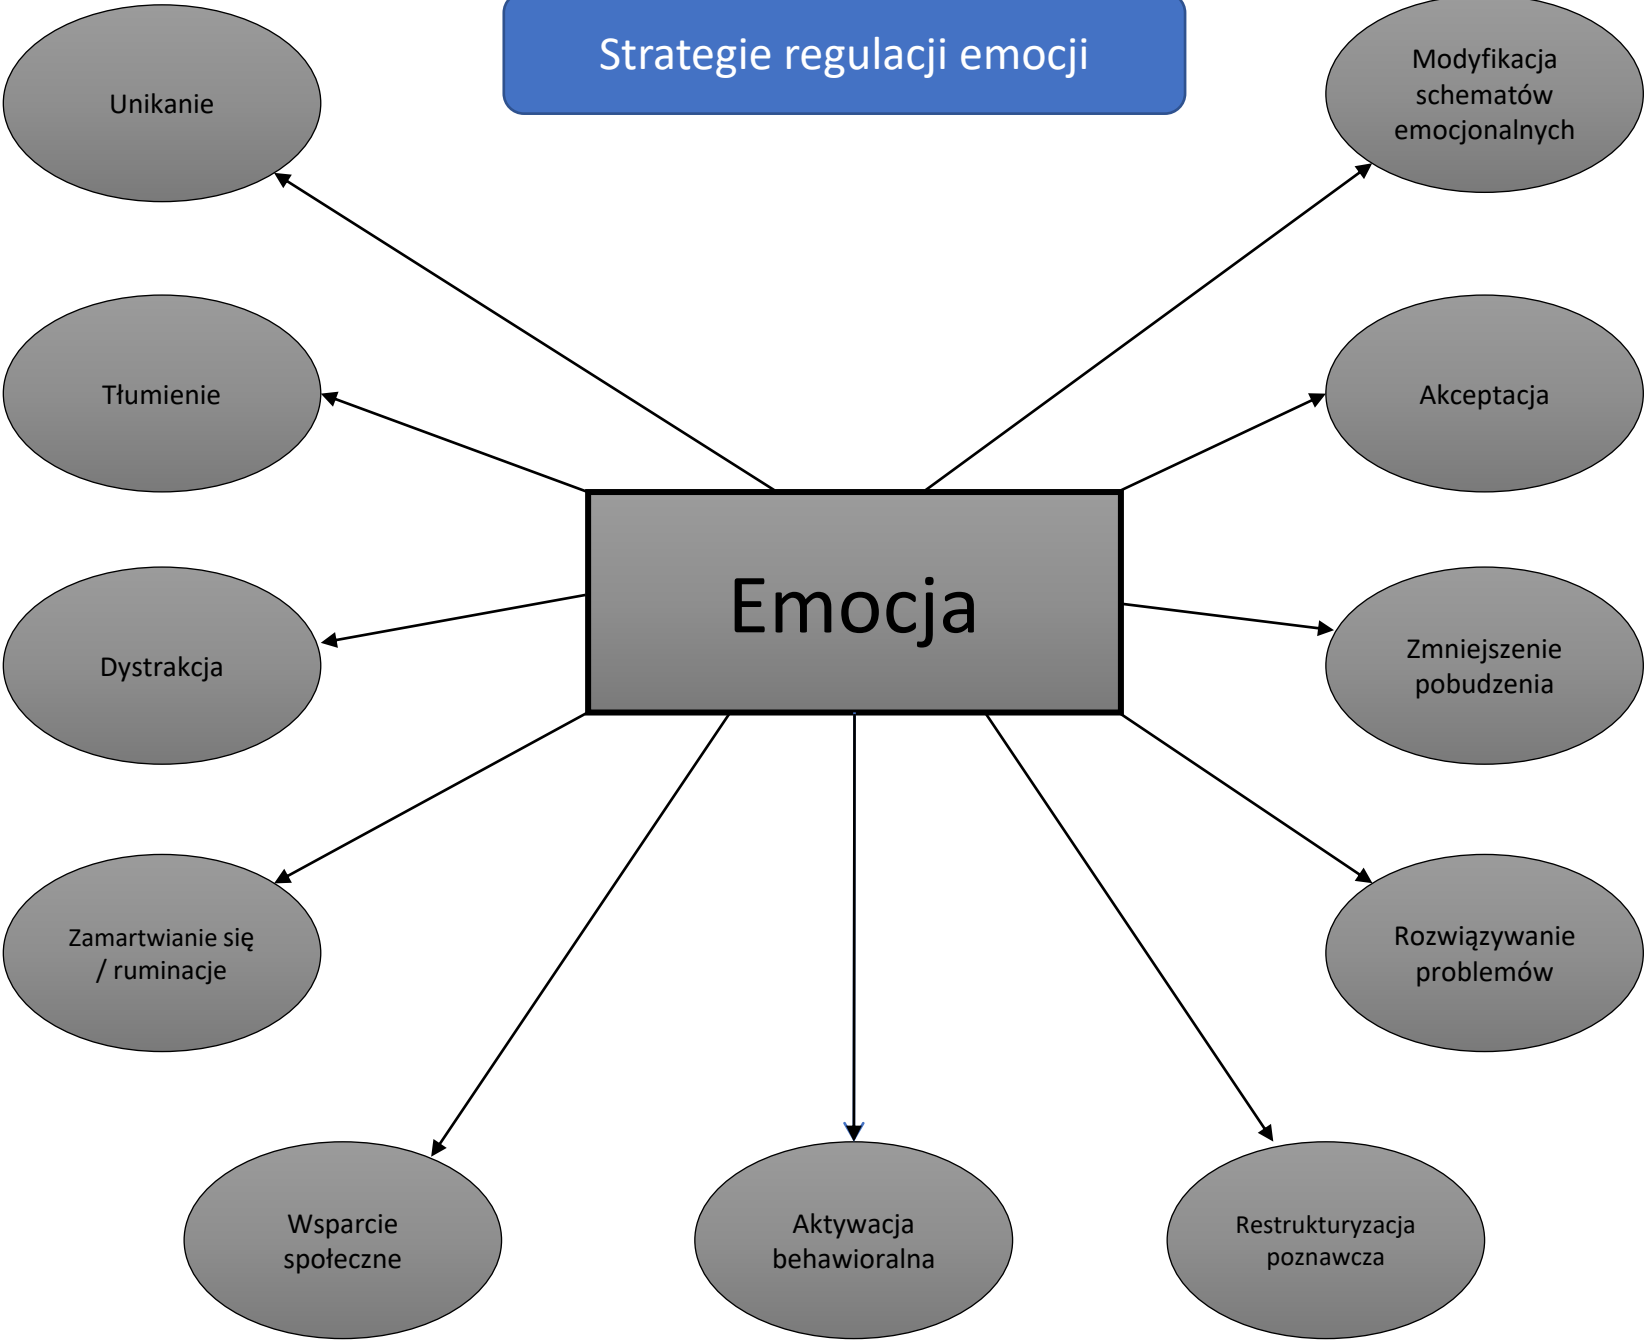 Strategie regulacji emocji
Unikanie
Modyfikacja
schematów
emocjonalnych
Tłumienie
Akceptacja
Emocja
Dystrakcja
Zmniejszenie
pobudzenia
Zamartwianie się
/ ruminacje
Rozwiązywanie
problemów
Wsparcie
społeczne
Aktywacja
behawioralna
Restrukturyzacja
poznawcza